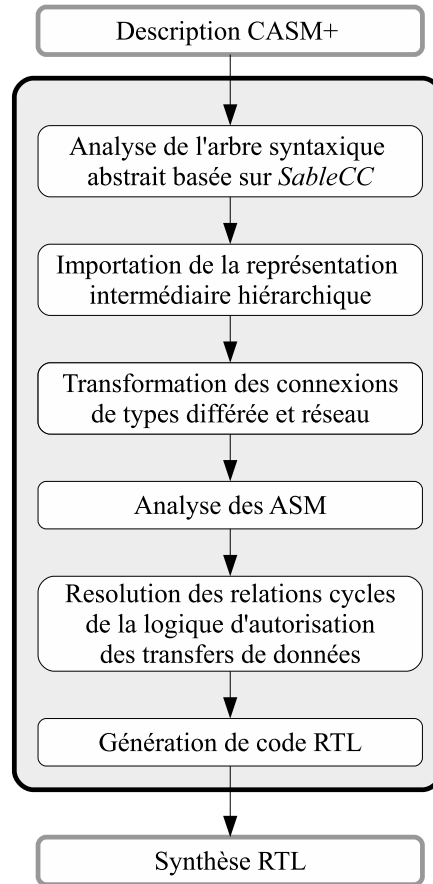 Description CASM+
Analyse de l'arbre syntaxique
abstrait basée sur SableCC
Importation de la représentation
intermédiaire hiérarchique
Transformation des connexions
de types différée et réseau
Analyse des ASM
Resolution des relations cycles
de la logique d'autorisation
des transferts de données
Génération de code RTL
Synthèse RTL